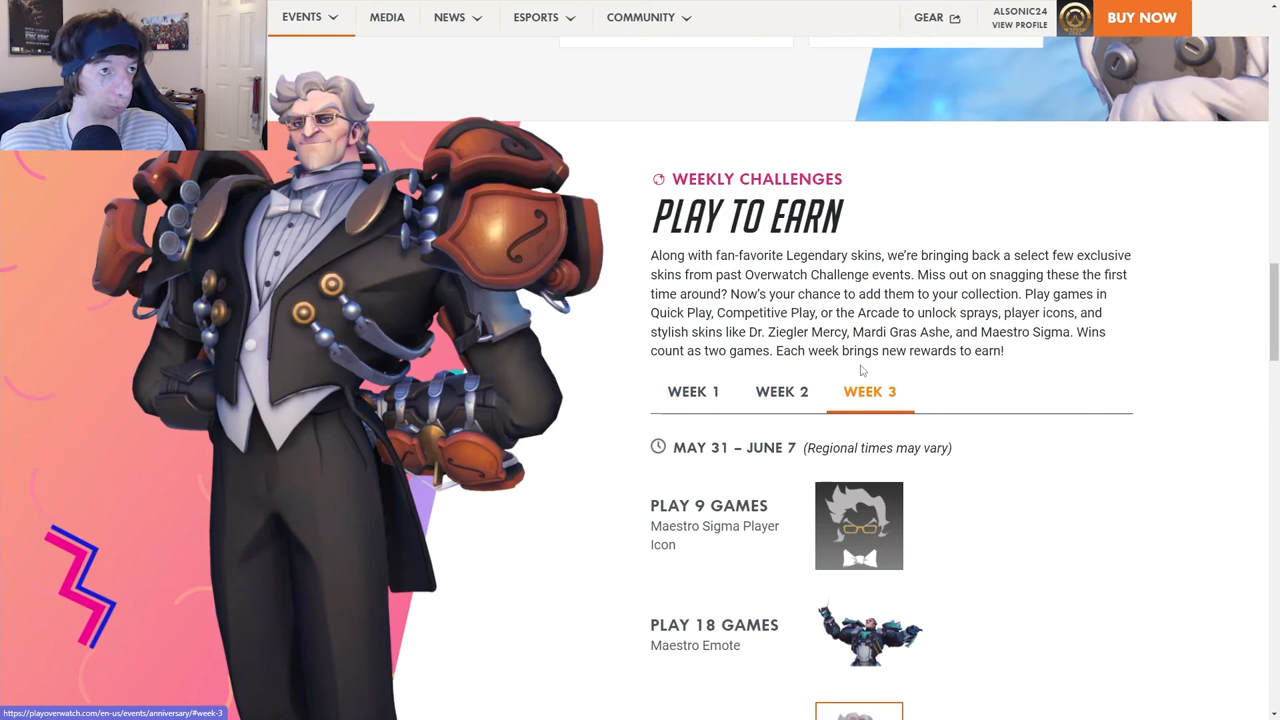 EVENTS
MEDIA
NEWS
ESPORTS
COMMUNITY
GEAR
ALSONIC24
VIEW PROFILE
BUY NOW
WEEKLY CHALLENGES
PLAY TO EARN
Along with fan-favorite Legendary skins, we're bringing back a select few exclusive
skins from past Overwatch Challenge events. Miss out on snagging these the first
time around? Now's your chance to add them to your collection. Play games in
Quick Play, Competitive Play, or the Arcade to unlock sprays, player icons, and
stylish skins like Dr. Ziegler Mercy, Mardi Gras Ashe, and Maestro Sigma. Wins
count as two games. Each week brings new rewards to earn!
WEEK 1
WEEK 2
WEEK 3
MAY 31 – JUNE 7 (Regional times may vary)
PLAY 9 GAMES
Maestro Sigma Player
Icon
PLAY 18 GAMES
Maestro Emote
https://playoverwatch.com/en-us/events/anniversary/#week-3